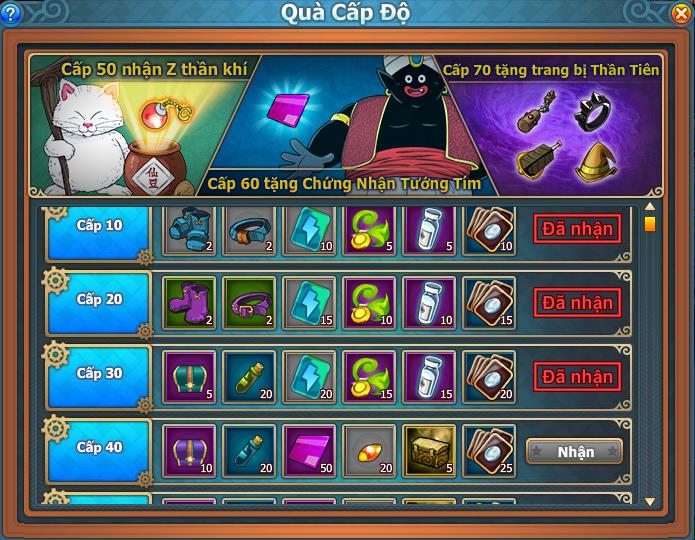 ?
Quà Cấp Độ
Cấp 50 nhận Z thần khí
Cấp 70 tặng trang bị Thần Tiên
仙
豆
Cấp 60 tặng Chứng Nhận Tướng Tím
Cấp 10
2
2
10
5
5
10
Đã nhận
Cấp 20
2
2
15
10
10
15
Đã nhận
Cấp 30
5
20
20
15
15
20
Đã nhận
Cấp 40
10
20
50
20
5
25
Nhận